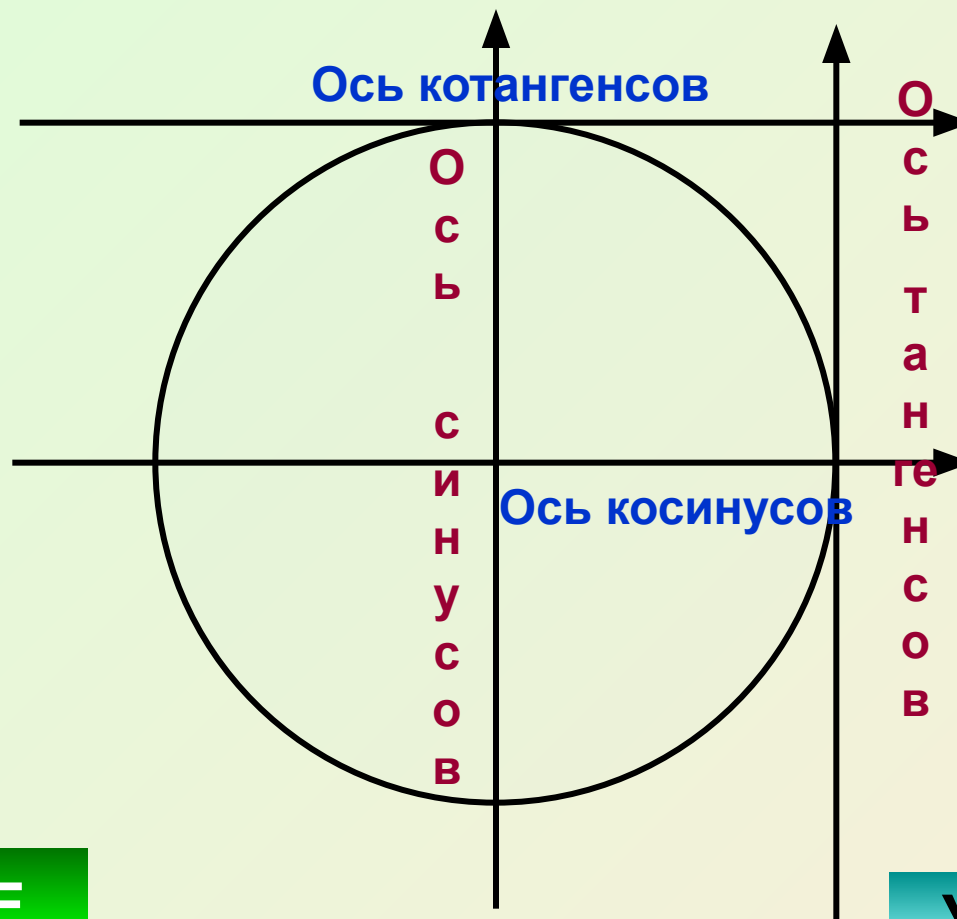 Ось котангенсов
Ось синусов
Ось тангенсов
Ось косинусов
=